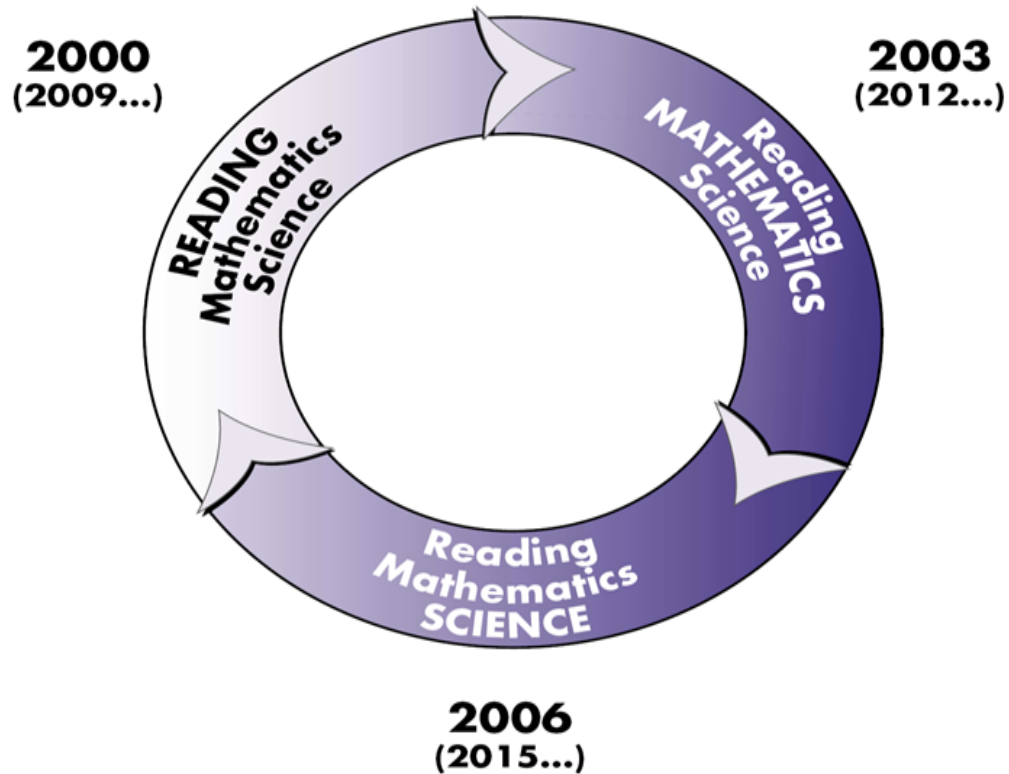 2000
(2009...)
READING
Mathematics
Science
2003
(2012...)
Reading
MATHEMATICS
Science
Reading
Mathematics
SCIENCE
2006
(2015...)